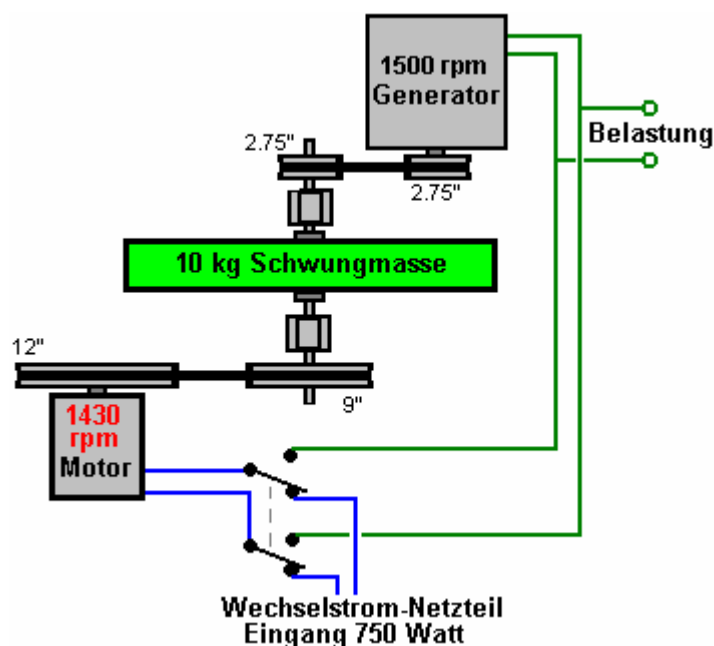 1500 rpm
Generator
2.75"
Belastung
2.75"
10 kg Schwungmasse
12"
9"
1430
rpm
Motor
Wechselstrom-Netzteil
Eingang 750 Watt